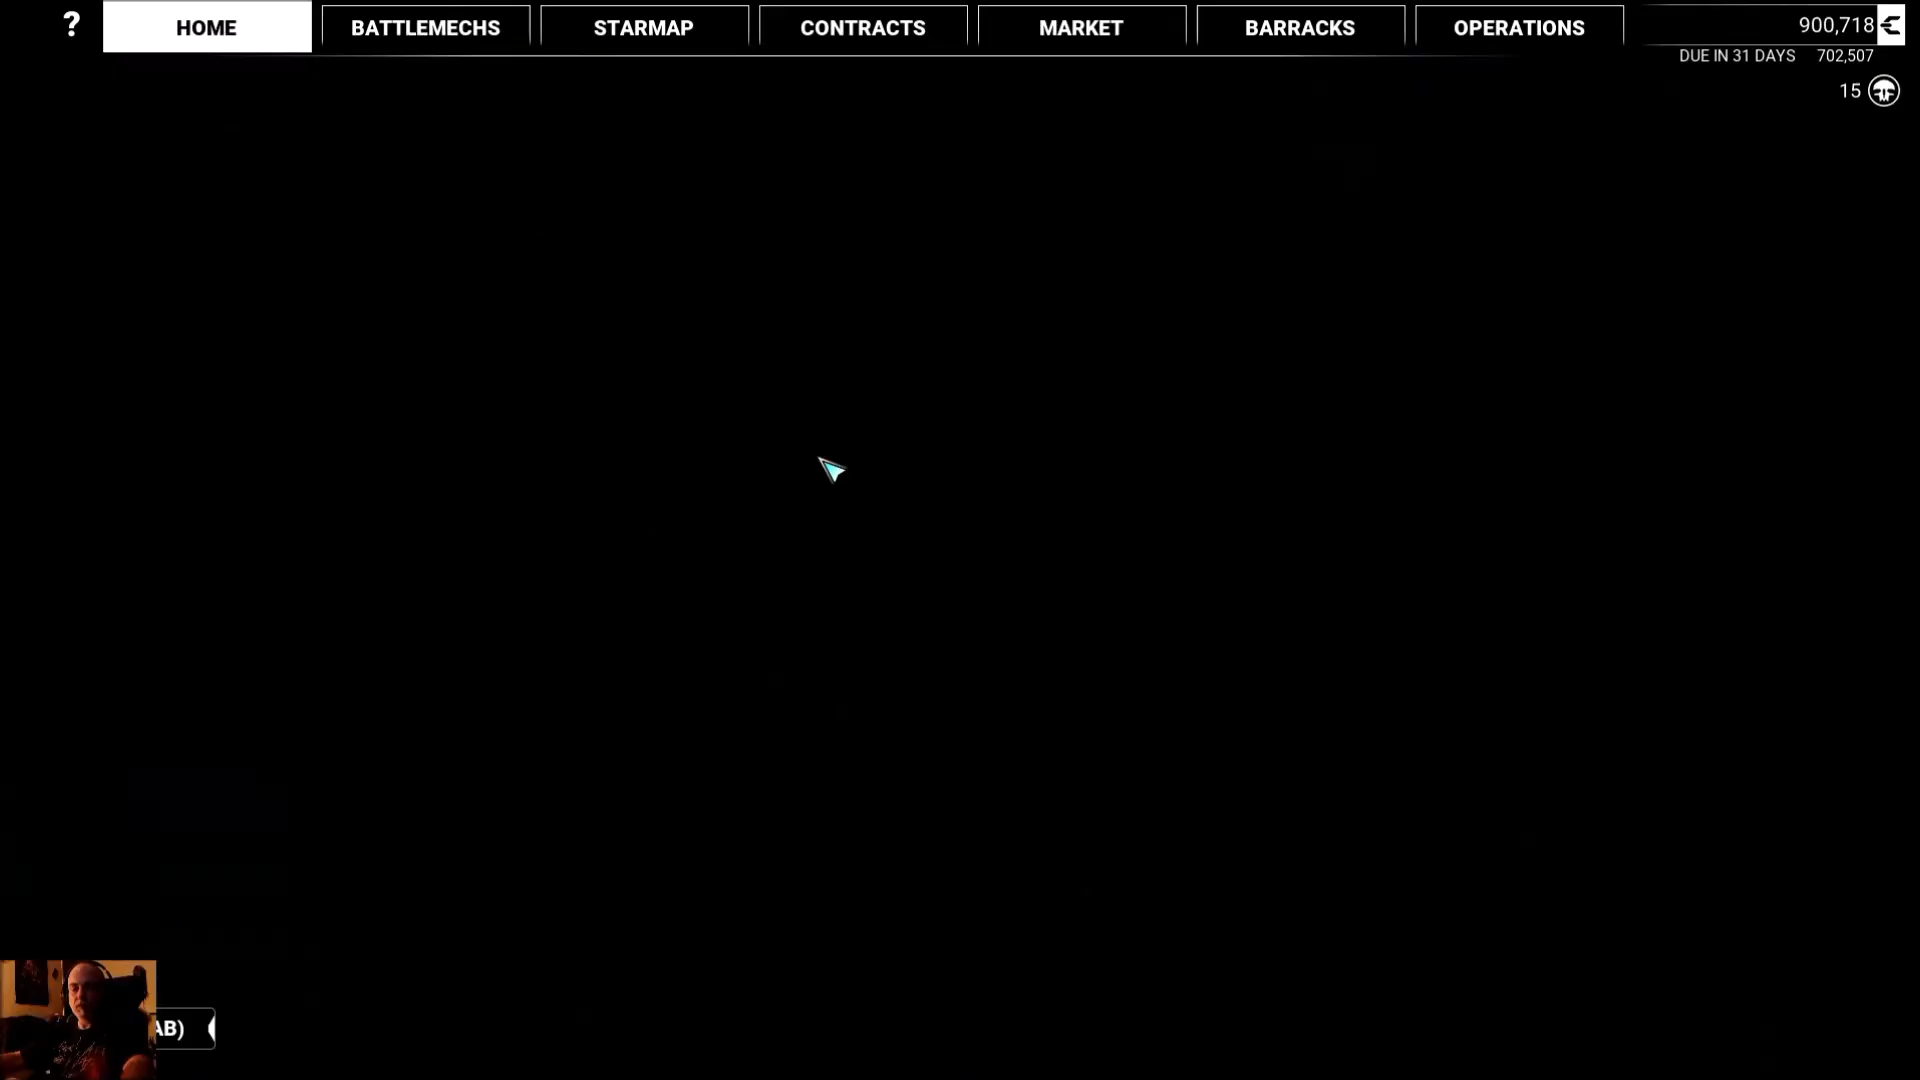 ?
HOME
BATTLEMECHS
STARMAP
CONTRACTS
MARKET
BARRACKS
OPERATIONS
900,718
DUE IN 31 DAYS 702,507
15
AB)